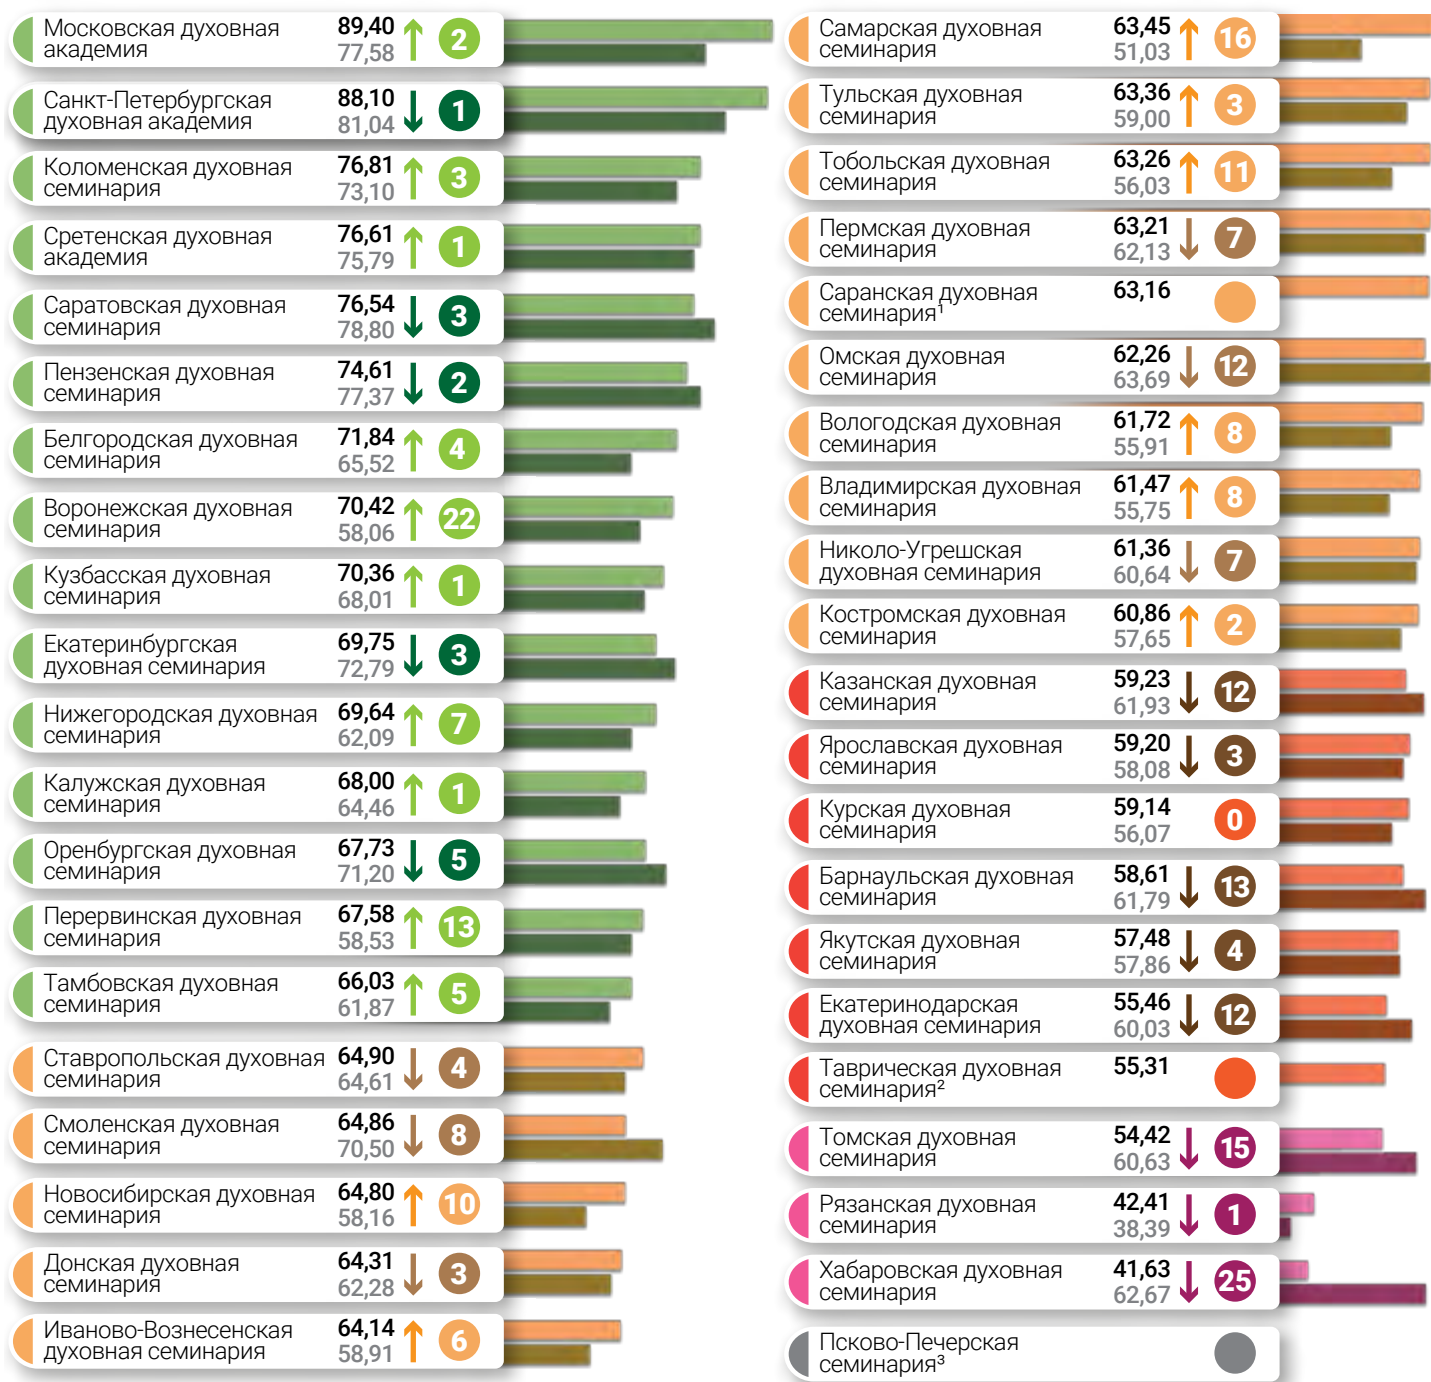 Московская духовная
академия
89,40
77,58
2
Санкт-Петербургская
духовная академия
88,10
81,04
1
Коломенская духовная
семинария
76,81
73,10
3
Сретенская духовная
академия
76,61
75,79
1
Саратовская духовная
семинария
76,54
78,80
3
Пензенская духовная
семинария
74,61
77,37
2
Белгородская духовная
семинария
71,84
65,52
4
Воронежская духовная
семинария
70,42
58,06
22
Кузбасская духовная
семинария
70,36
68,01
1
Екатеринбургская
духовная семинария
69,75
72,79
3
Нижегородская духовная
семинария
69,64
62,09
7
Калужская духовная
семинария
68,00
64,46
1
Оренбургская духовная
семинария
67,73
71,20
5
Перервинская духовная
семинария
67,58
58,53
13
Тамбовская духовная
семинария
66,03
61,87
5
Ставропольская духовная
семинария
64,90
64,61
4
Смоленская духовная
семинария
64,86
70,50
8
Новосибирская духовная
семинария
64,80
58,16
10
Донская духовная
семинария
64,31
62,28
3
Иваново-Вознесенская
духовная семинария
64,14
58,91
6
Самарская духовная
семинария
63,45
51,03
16
Тульская духовная
семинария
63,36
59,00
3
Тобольская духовная
семинария
63,26
56,03
11
Пермская духовная
семинария
63,21
62,13
7
Саранская духовная
семинария¹
63,16
Омская духовная
семинария
62,26
63,69
12
Вологодская духовная
семинария
61,72
55,91
8
Владимирская духовная
семинария
61,47
55,75
8
Николо-Угрешская
духовная семинария
61,36
60,64
7
Костромская духовная
семинария
60,86
57,65
2
Казанская духовная
семинария
59,23
61,93
12
Ярославская духовная
семинария
59,20
58,08
3
Курская духовная
семинария
59,14
56,07
0
Барнаульская духовная
семинария
58,61
61,79
13
Якутская духовная
семинария
57,48
57,86
4
Екатеринодарская
духовная семинария
55,46
60,03
12
Таврическая духовная
семинария²
55,31
Томская духовная
семинария
54,42
60,63
15
Рязанская духовная
семинария
42,41
38,39
1
Хабаровская духовная
семинария
41,63
62,67
25
Псково-Печерская
семинария³